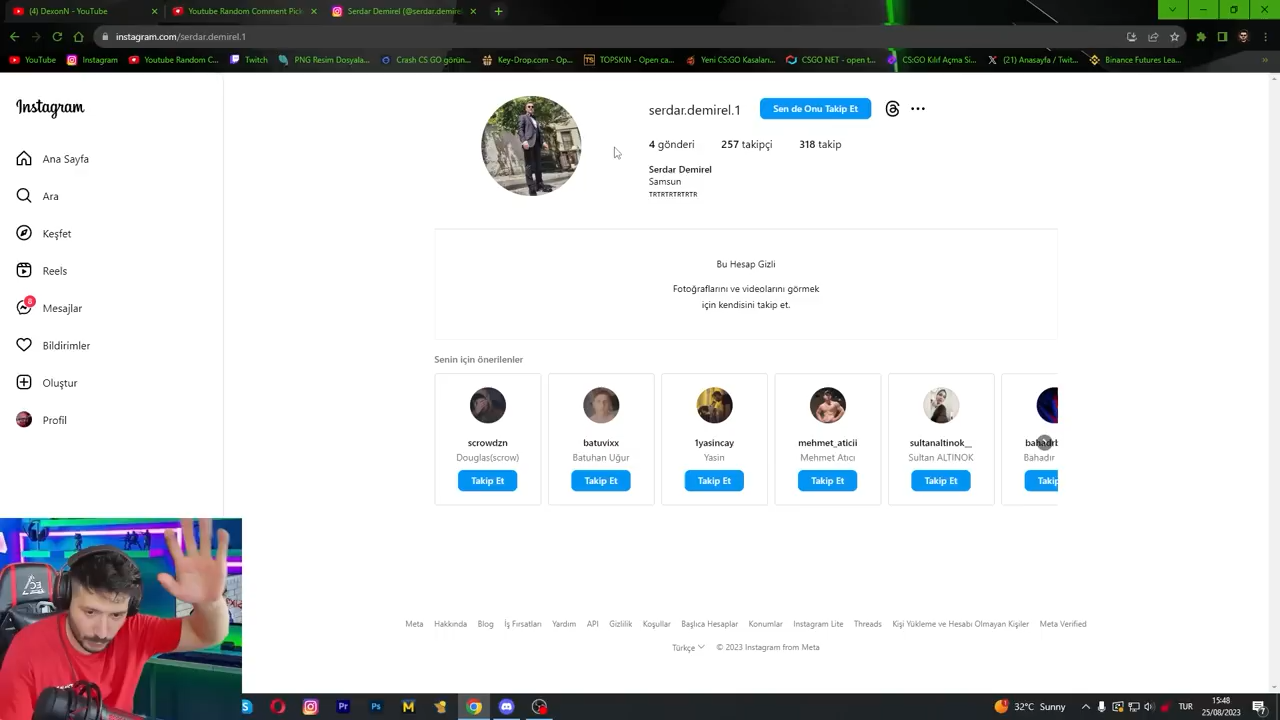 (4) DexonN - YouTube
Youtube Random Comment Pick
Serdar Demirel (@serdar.demire
instagram.com/serdar.demirel.1
YouTube
Instagram
Youtube Random C...
Twitch
PNG Resim Dosyala...
Crash CS GO görün...
Key-Drop.com - Op...
TOPSKIN - Open ca...
Yeni CS:GO Kasaları...
CSGO NET - open t...
CS:GO Kılıf Açma Si...
(21) Anasayfa / Twit...
Binance Futures Lea...
Instagram
Ana Sayfa
Ara
Keşfet
Reels
8
Mesajlar
Bildirimler
Oluştur
Profil
serdar.demirel.1
Sen de Onu Takip Et
4 gönderi 257 takipçi 318 takip
Serdar Demirel
Samsun
TRTRTRTRTRTR
Bu Hesap Gizli
Fotoğraflarını ve videolarını görmek
için kendisini takip et.
Senin için önerilenler
scrowdzn
Douglas(scrow)
Takip Et
batuvixx
Batuhan Uğur
Takip Et
1yasincay
Yasin
Takip Et
mehmet_aticii
Mehmet Atıcı
Takip Et
sultanaltinok__
Sultan ALTINOK
Takip Et
Bahadır
Takip
Meta Hakkında Blog İş Fırsatları Yardım API Gizlilik Koşullar Başlıca Hesaplar Konumlar Instagram Lite Threads Kişi Yükleme ve Hesabı Olmayan Kişiler Meta Verified
Türkçe © 2023 Instagram from Meta
32°C Sunny
TUR
15:48
25/08/2023